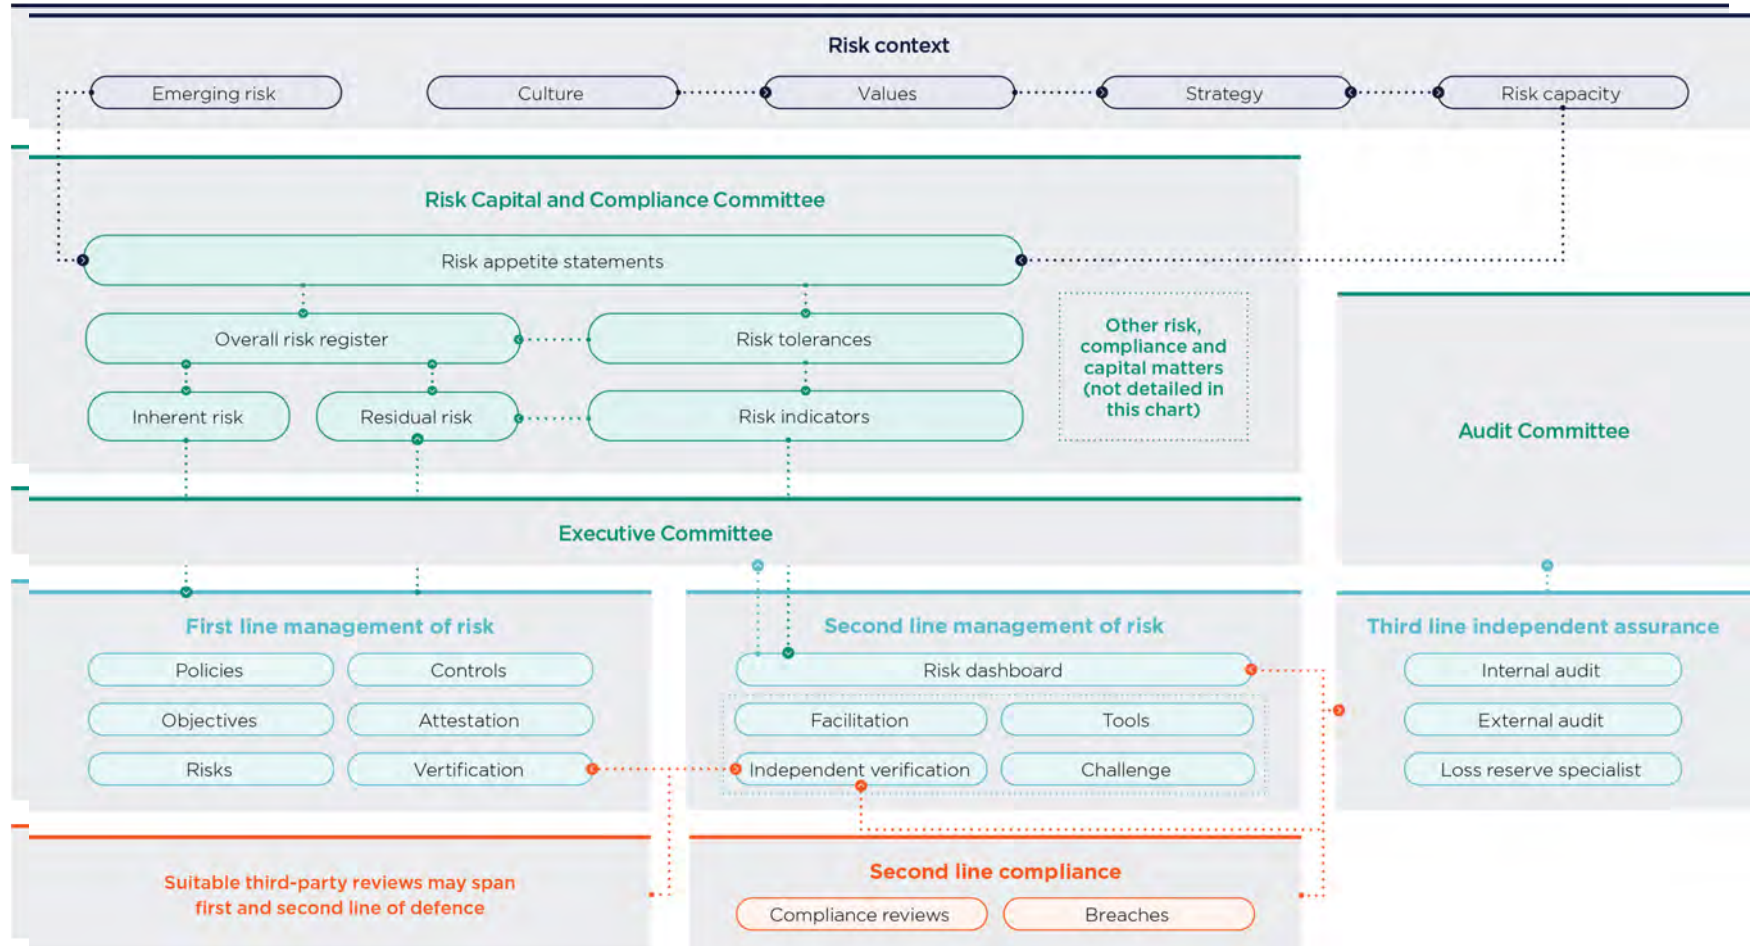 Risk context
Emerging risk
Culture
Values
Strategy
Risk capacity
Risk Capital and Compliance Committee
Risk appetite statements
Overall risk register
Risk tolerances
Inherent risk
Residual risk
Risk indicators
Other risk,
compliance and
capital matters
(not detailed in
this chart)
Audit Committee
Executive Committee
First line management of risk
Policies
Controls
Objectives
Attestation
Risks
Vertification
Second line management of risk
Risk dashboard
Facilitation
Tools
Independent verification
Challenge
Third line independent assurance
Internal audit
External audit
Loss reserve specialist
Suitable third-party reviews may span
first and second line of defence
Second line compliance
Compliance reviews
Breaches